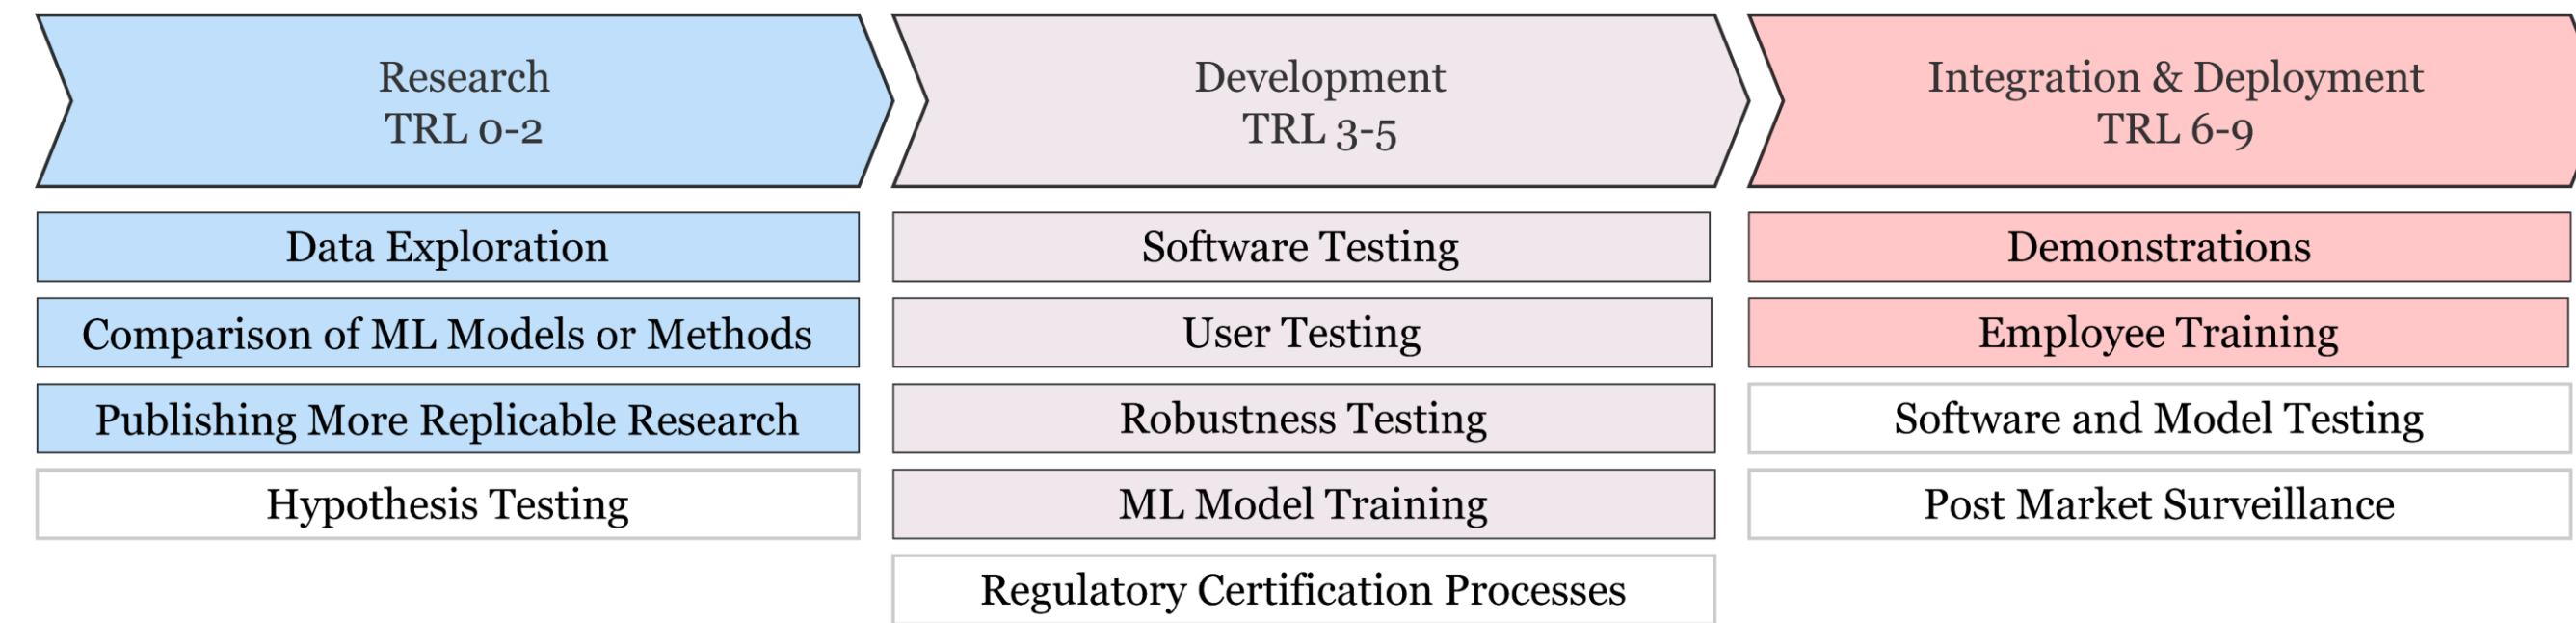 Research
TRL 0-2
Data Exploration
Comparison of ML Models or Methods
Publishing More Replicable Research
Hypothesis Testing
Development
TRL 3-5
Software Testing
User Testing
Robustness Testing
ML Model Training
Regulatory Certification Processes
Integration & Deployment
TRL 6-9
Demonstrations
Employee Training
Software and Model Testing
Post Market Surveillance